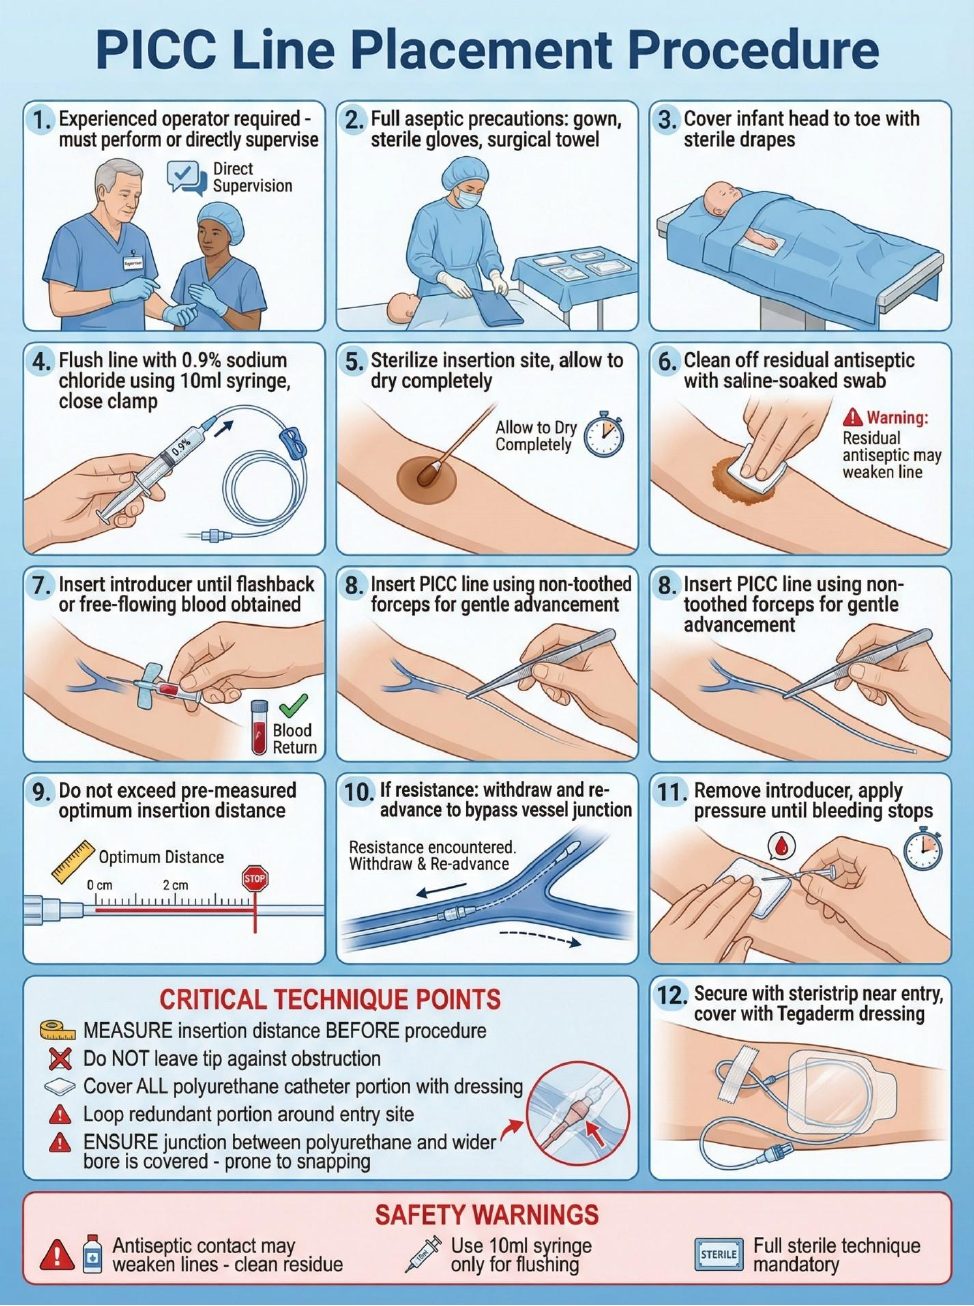 PICC Line Placement Procedure
1. Experienced operator required -
must perform or directly supervise
Direct
Supervision
2. Full aseptic precautions: gown,
sterile gloves, surgical towel
3. Cover infant head to toe with
sterile drapes
4. Flush line with 0.9% sodium
chloride using 10ml syringe,
close clamp
0.9%
5. Sterilize insertion site, allow to
dry completely
Allow to Dry
Completely
6. Clean off residual antiseptic
with saline-soaked swab
Warning:
Residual
antiseptic may
weaken line
7. Insert introducer until flashback
or free-flowing blood obtained
Blood
Return
8. Insert PICC line using non-toothed
forceps for gentle advancement
8. Insert PICC line using non-
toothed forceps for gentle
advancement
9. Do not exceed pre-measured
optimum insertion distance
Optimum Distance
0 cm 2 cm
STOP
10. If resistance: withdraw and re-
advance to bypass vessel junction
Resistance encountered.
Withdraw & Re-advance
11. Remove introducer, apply
pressure until bleeding stops
CRITICAL TECHNIQUE POINTS
MEASURE insertion distance BEFORE procedure
Do NOT leave tip against obstruction
Cover ALL polyurethane catheter portion with dressing
Loop redundant portion around entry site
ENSURE junction between polyurethane and wider
bore is covered - prone to snapping
12. Secure with steristrip near entry,
cover with Tegaderm dressing
SAFETY WARNINGS
Antiseptic contact may
weaken lines - clean residue
Use 10ml syringe
only for flushing
STERILE
Full sterile technique
mandatory